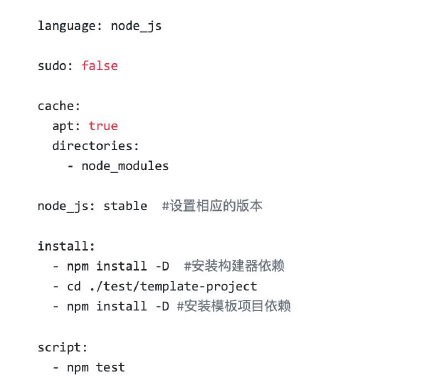 language: node_js
sudo: false
cache:
  apt: true
  directories:
    - node_modules
node_js: stable  #设置相应的版本
install:
  - npm install -D  #安装构建器依赖
  - cd ./test/template-project
  - npm install -D #安装模板项目依赖
script:
  - npm test